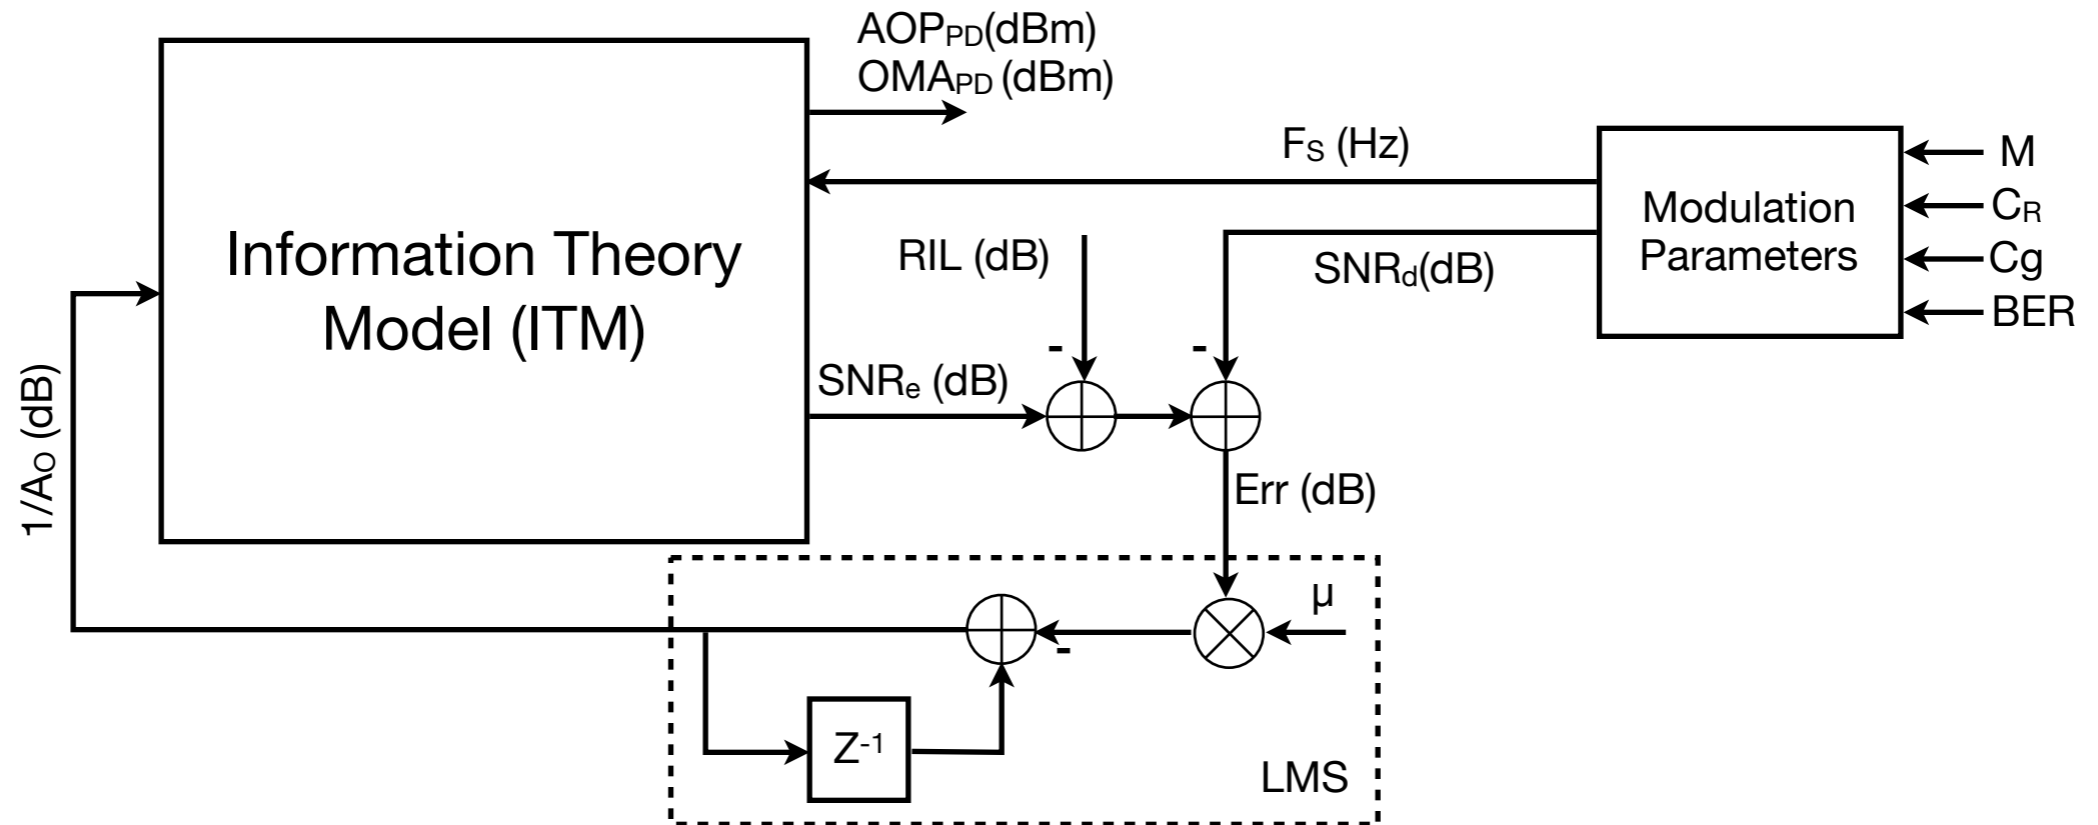 AOPPD(dBm)
OMAPD (dBm)
FS (Hz)
M
CR
Cg
BER
Modulation
Parameters
Information Theory
Model (ITM)
RIL (dB)
SNRd(dB)
-
-
SNRe (dB)
1/AO (dB)
Err (dB)
µ
-
Z-1
LMS